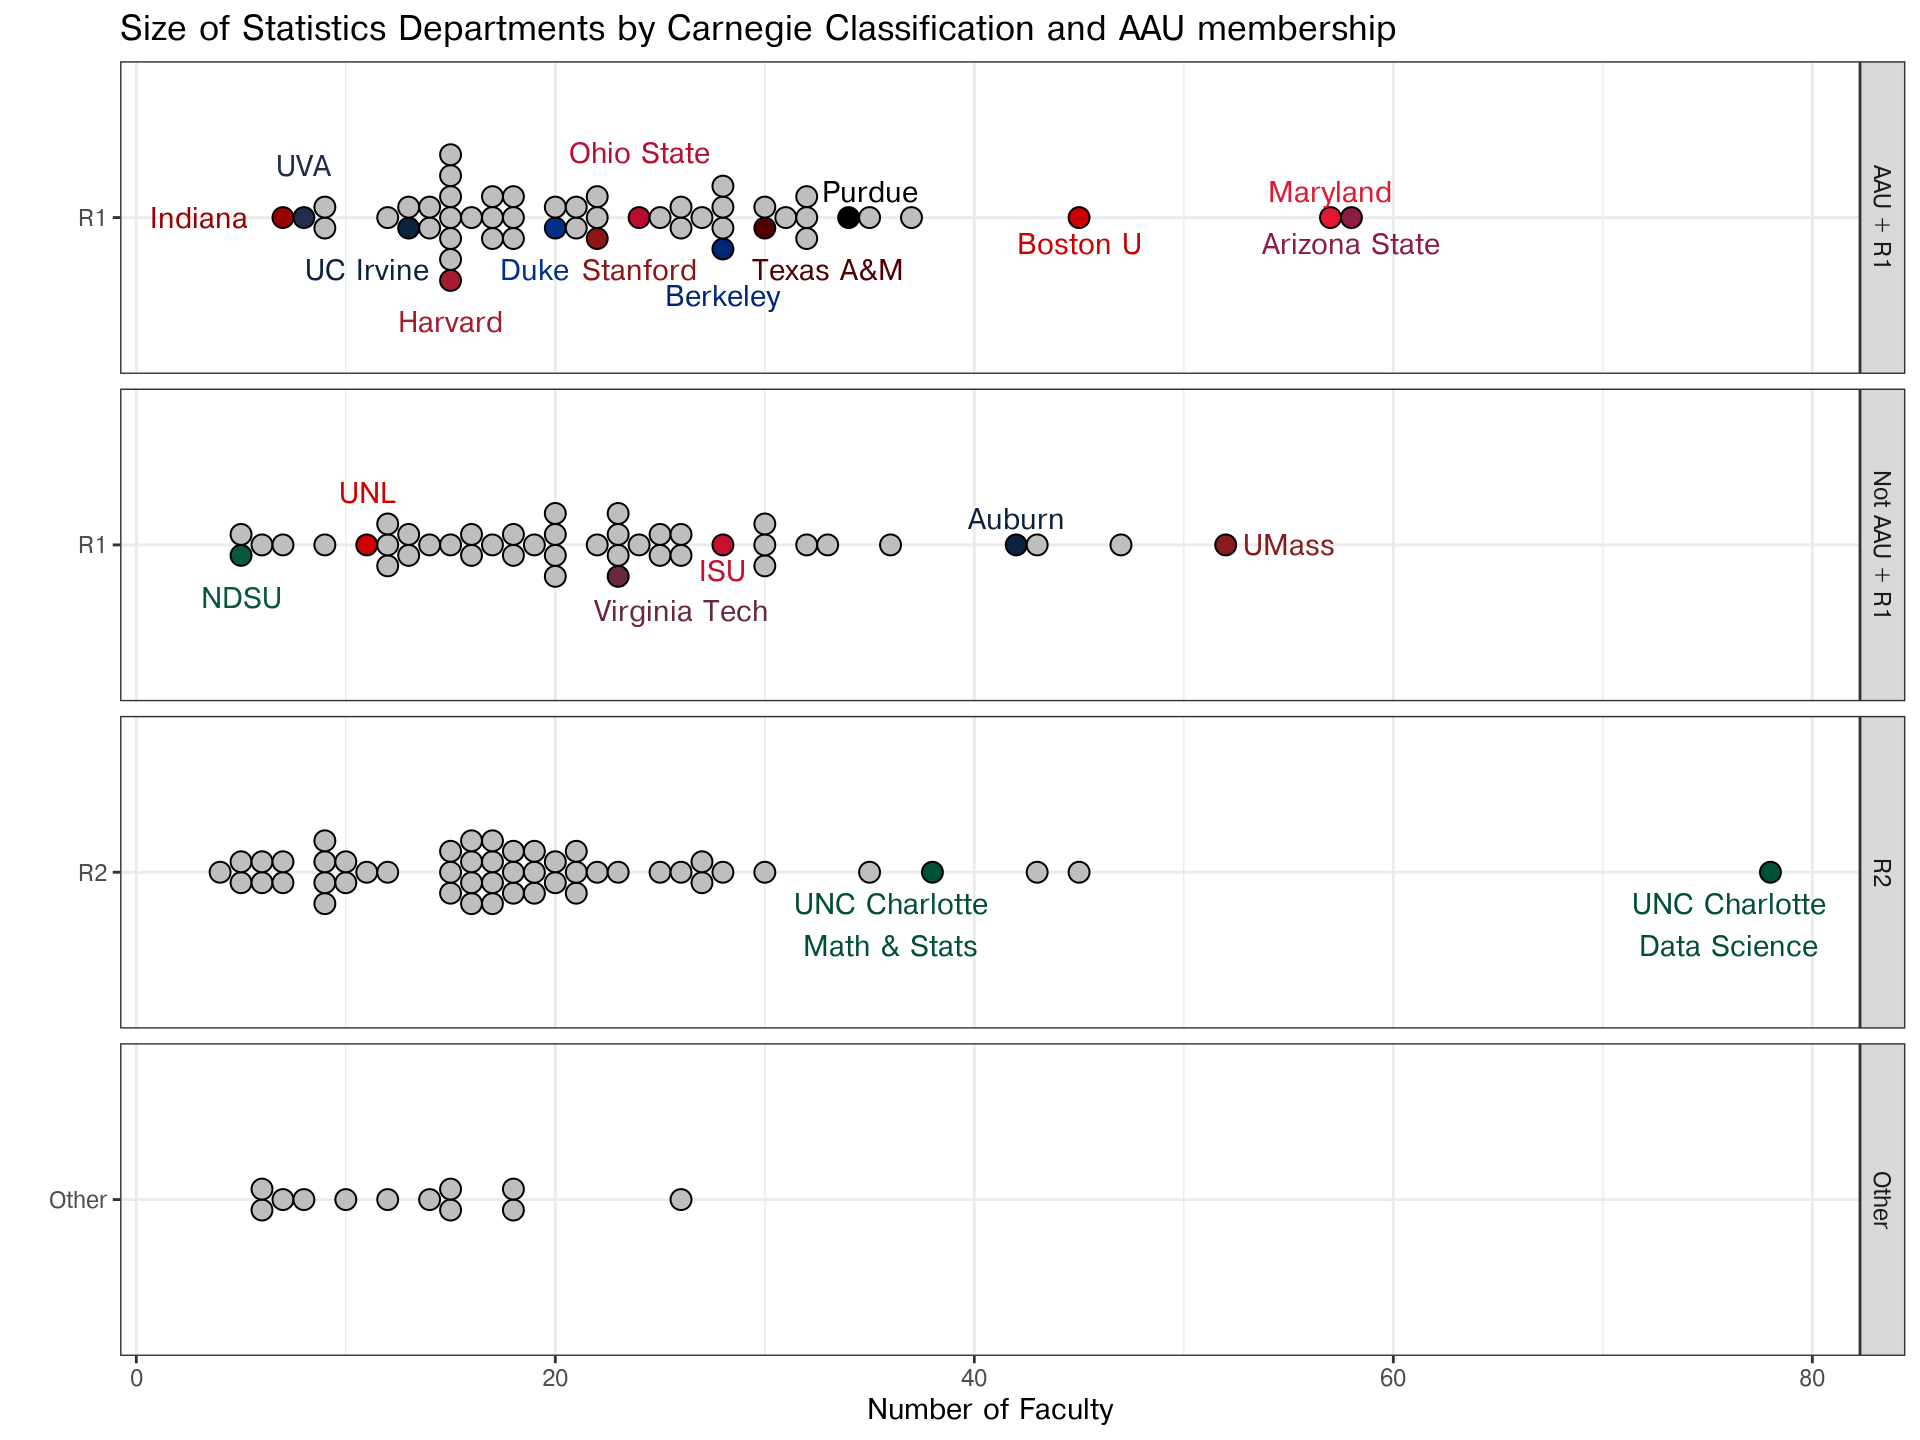 Size of Statistics Departments by Carnegie Classification and AAU membership
R1
Indiana
UVA
Ohio State
Purdue
Maryland
Boston U
Arizona State
UC Irvine
Duke
Stanford
Texas A&M
Berkeley
Harvard
AAU + R1
R1
UNL
Auburn
UMass
ISU
NDSU
Virginia Tech
Not AAU + R1
R2
UNC Charlotte
Math & Stats
UNC Charlotte
Data Science
R2
Other
Other
0
20
40
60
80
Number of Faculty